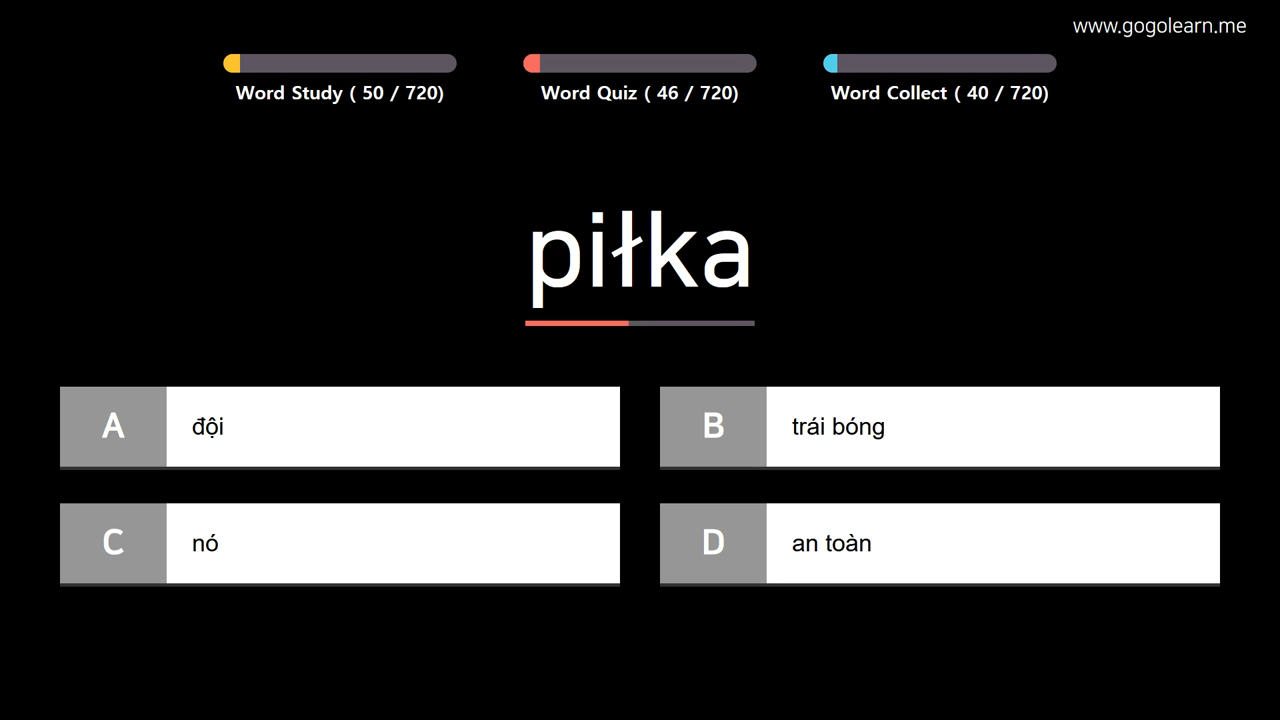 www.gogolearn.me
Word Study ( 50 / 720)
Word Quiz ( 46 / 720)
Word Collect ( 40 / 720)
piłka
A
đội
B
trái bóng
C
nó
D
an toàn